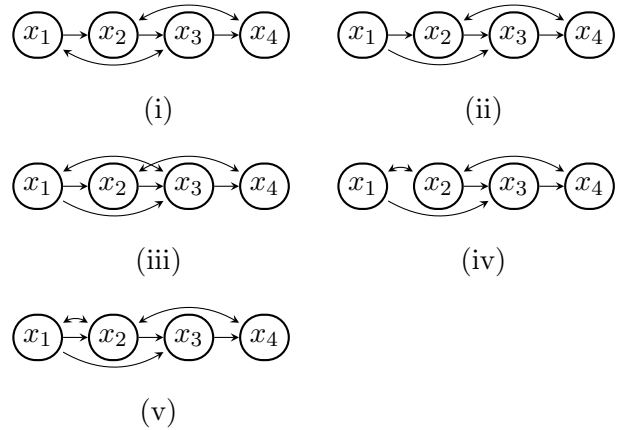 x₁ x₂ x₃ x₄ x₁ x₂ x₃ x₄
(i) (ii)
x₁ x₂ x₃ x₄ x₁ x₂ x₃ x₄
(iii) (iv)
x₁ x₂ x₃ x₄
(v)